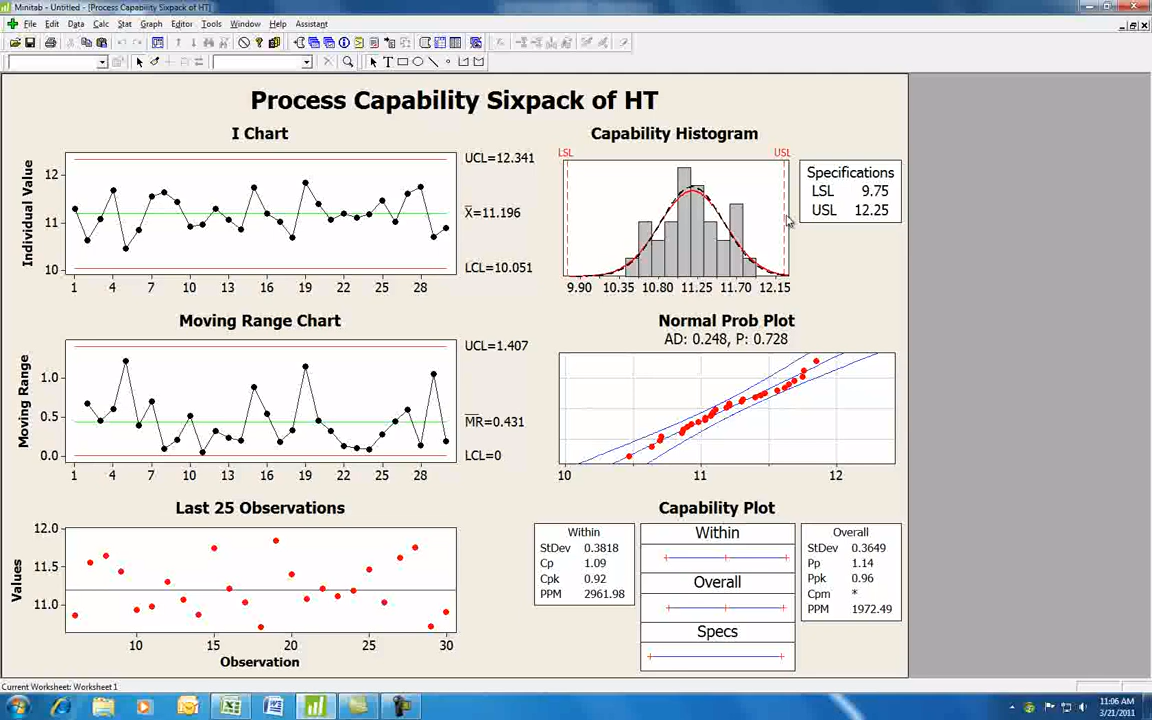 Minitab - Untitled - [Process Capability Sixpack of HT]
File Edit Data Calc Stat Graph Editor Tools Window Help Assistant
Process Capability Sixpack of HT
I Chart
Individual Value
12
11
10
1 4 7 10 13 16 19 22 25 28
UCL=12.341
X̄=11.196
LCL=10.051
Capability Histogram
LSL USL
9.90 10.35 10.80 11.25 11.70 12.15
Specifications
LSL 9.75
USL 12.25
Moving Range Chart
Moving Range
1.0
0.5
0.0
1 4 7 10 13 16 19 22 25 28
UCL=1.407
M̅R̅=0.431
LCL=0
Normal Prob Plot
AD: 0.248, P: 0.728
10 11 12
Last 25 Observations
Values
12.0
11.5
11.0
10 15 20 25 30
Observation
Capability Plot
Within
StDev 0.3818
Cp 1.09
Cpk 0.92
PPM 2961.98
Within
Overall
Specs
Overall
StDev 0.3649
Pp 1.14
Ppk 0.96
Cpm *
PPM 1972.49
Current Worksheet: Worksheet 1
11:06 AM
3/21/2011